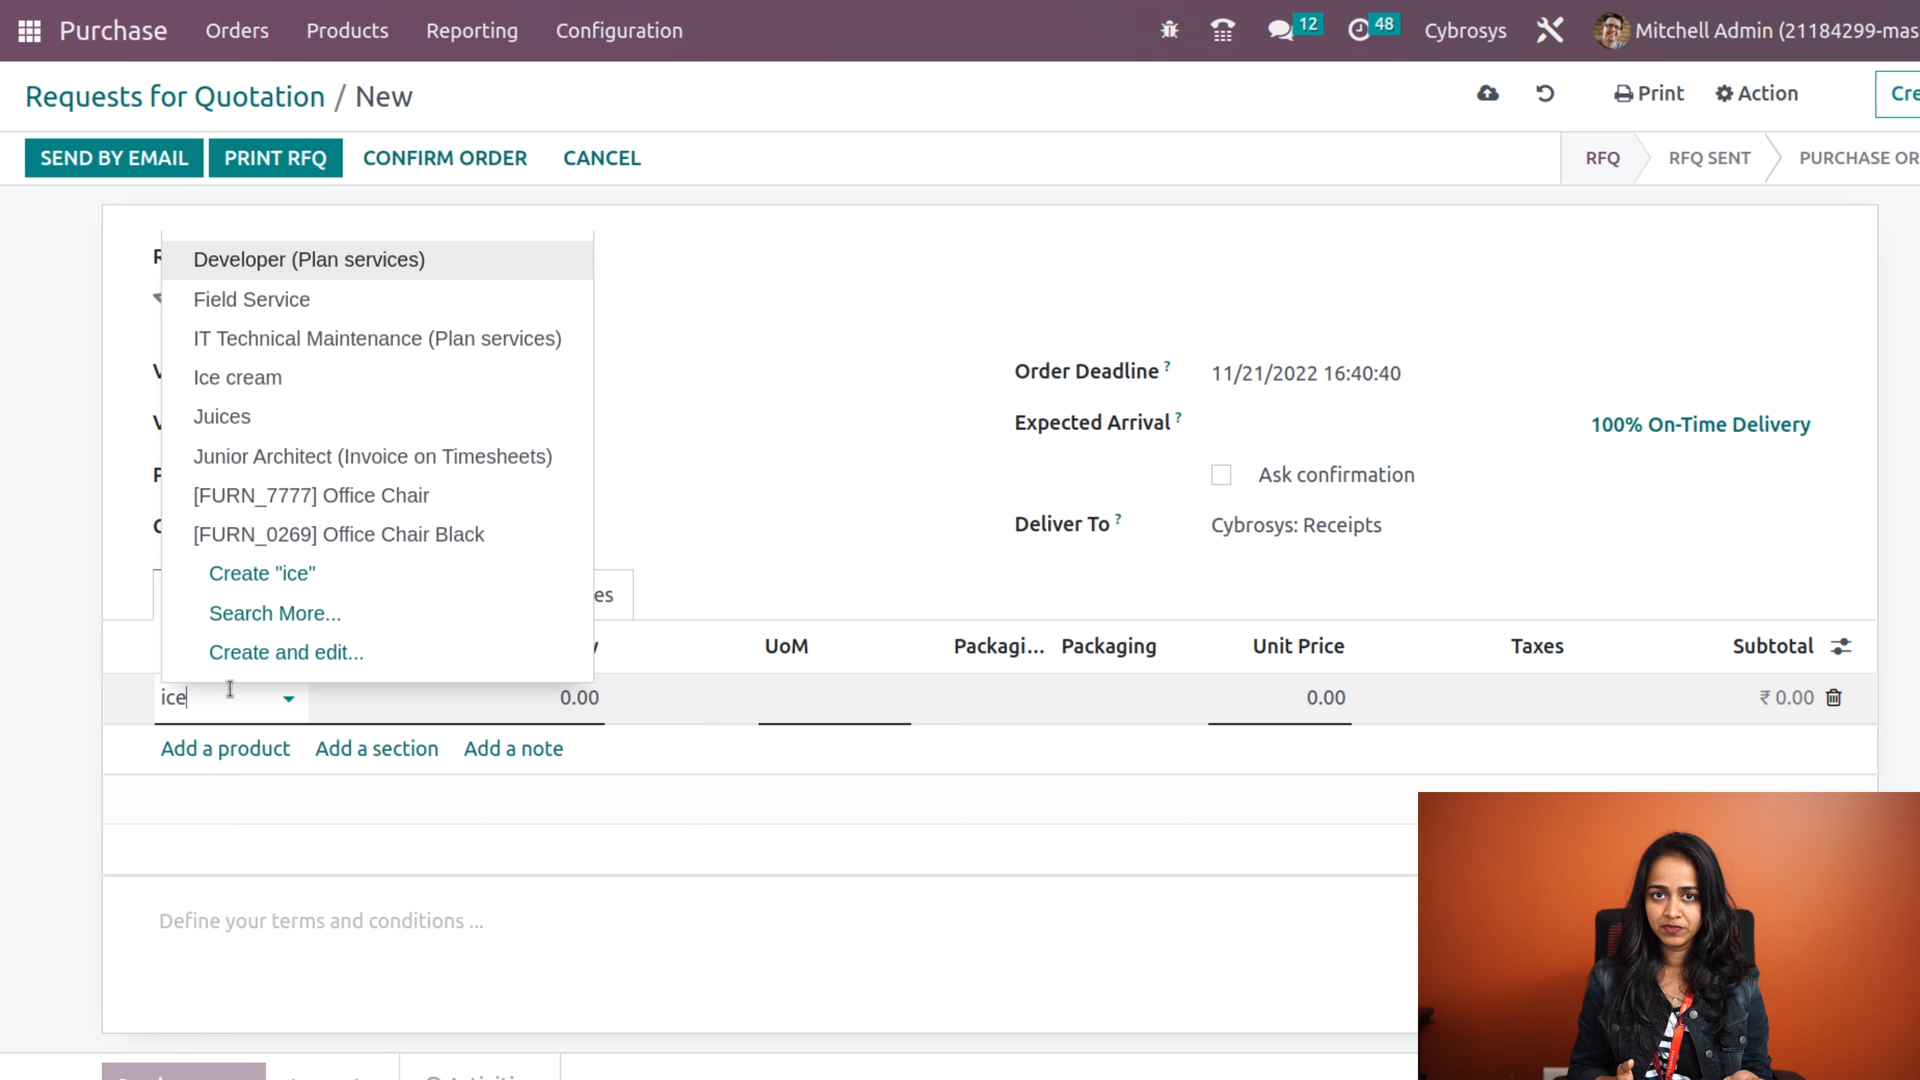 Purchase Orders Products Reporting Configuration 12 48 Cybrosys Mitchell Admin (21184299-mas
Requests for Quotation / New Print Action Cre
SEND BY EMAIL PRINT RFQ CONFIRM ORDER CANCEL RFQ RFQ SENT PURCHASE OR
Developer (Plan services)
Field Service
IT Technical Maintenance (Plan services)
Ice cream
Juices
Junior Architect (Invoice on Timesheets)
[FURN_7777] Office Chair
[FURN_0269] Office Chair Black
Create "ice"
Search More...
Create and edit...
Order Deadline ? 11/21/2022 16:40:40
Expected Arrival ? 100% On-Time Delivery
Ask confirmation
Deliver To ? Cybrosys: Receipts
es
UoM Packagi... Packaging Unit Price Taxes Subtotal
ice 0.00 0.00 ₹ 0.00
Add a product Add a section Add a note
Define your terms and conditions ...